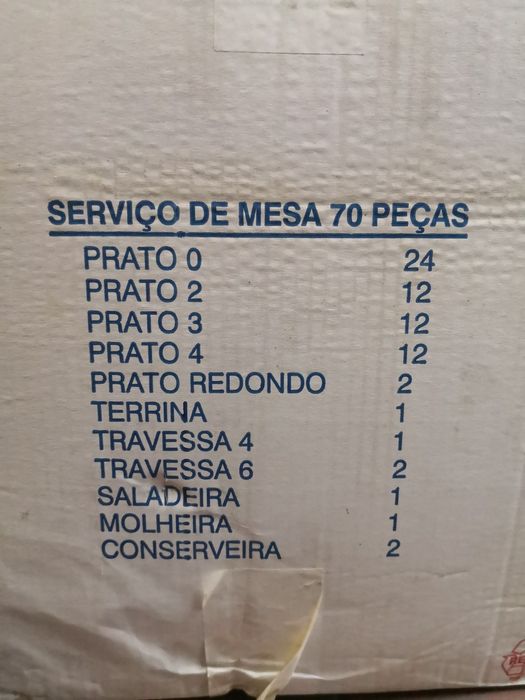 SERVIÇO DE MESA 70 PEÇAS
PRATO 0 24
PRATO 2 12
PRATO 3 12
PRATO 4 12
PRATO REDONDO 2
TERRINA 1
TRAVESSA 4 1
TRAVESSA 6 2
SALADEIRA 1
MOLHEIRA 1
CONSERVEIRA 2